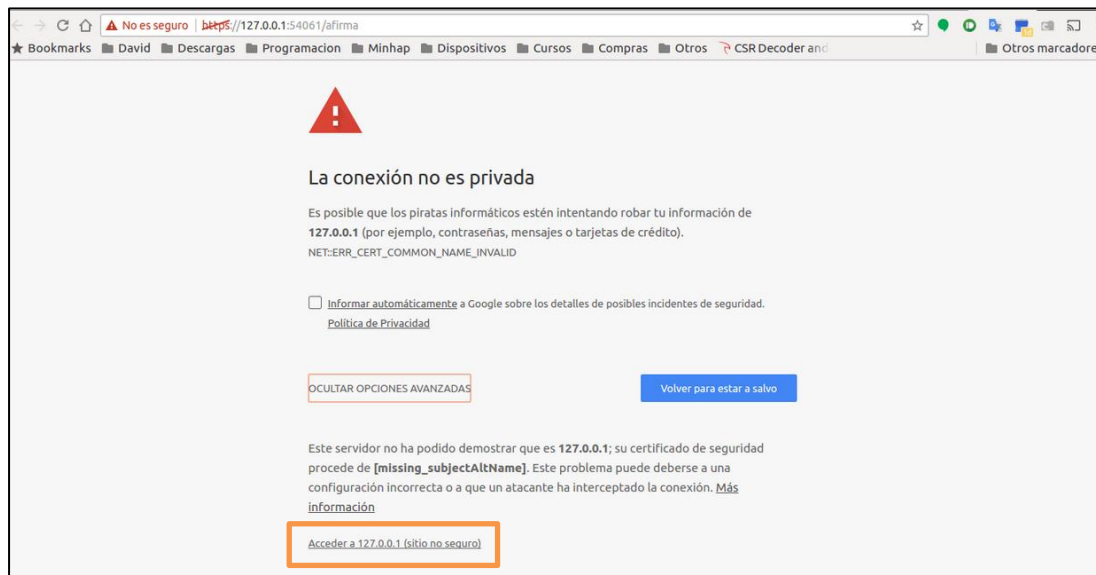 No es seguro | https://127.0.0.1:54061/afirma
Bookmarks David Descargas Programacion Minhap Dispositivos Cursos Compras Otros CSR Decoder and Otros marcadore
La conexión no es privada
Es posible que los piratas informáticos estén intentando robar tu información de
127.0.0.1 (por ejemplo, contraseñas, mensajes o tarjetas de crédito).
NET::ERR_CERT_COMMON_NAME_INVALID
Informar automáticamente a Google sobre los detalles de posibles incidentes de seguridad.
Política de Privacidad
OCULTAR OPCIONES AVANZADAS
Volver para estar a salvo
Este servidor no ha podido demostrar que es 127.0.0.1; su certificado de seguridad
procede de [missing_subjectAltName]. Este problema puede deberse a una
configuración incorrecta o a que un atacante ha interceptado la conexión. Más
información
Acceder a 127.0.0.1 (sitio no seguro)